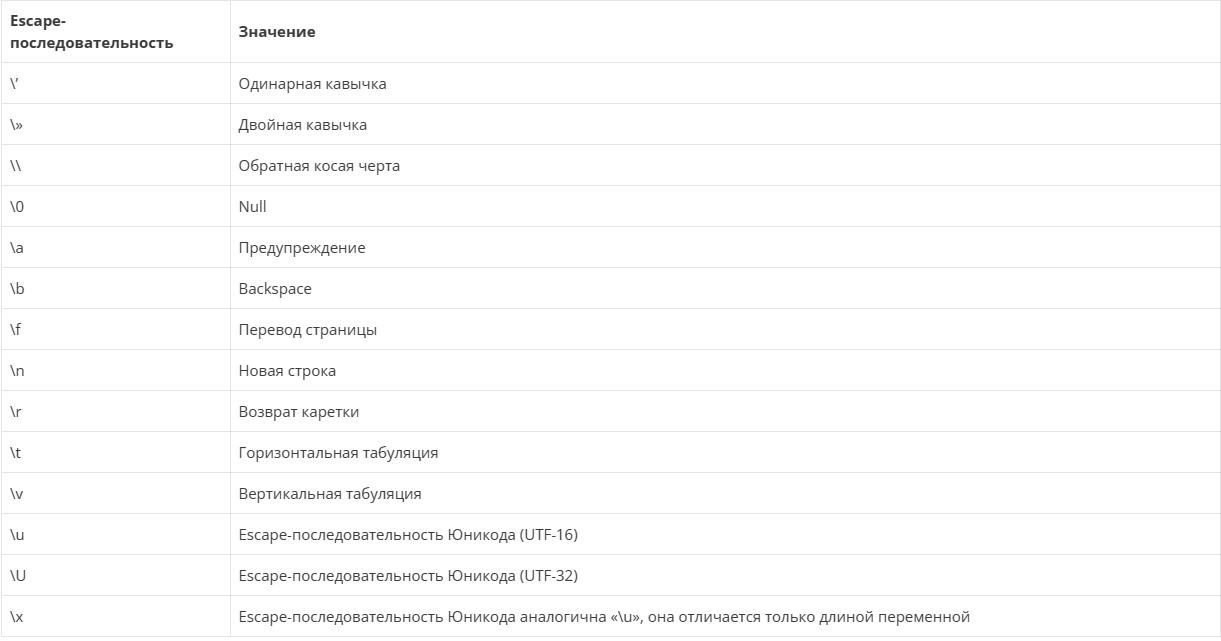 Escape-
последовательность
Значение
\’
Одинарная кавычка
\»
Двойная кавычка
\\
Обратная косая черта
\0
Null
\a
Предупреждение
\b
Backspace
\f
Перевод страницы
\n
Новая строка
\r
Возврат каретки
\t
Горизонтальная табуляция
\v
Вертикальная табуляция
\u
Escape-последовательность Юникода (UTF-16)
\U
Escape-последовательность Юникода (UTF-32)
\x
Escape-последовательность Юникода аналогична «\u», она отличается только длиной переменной